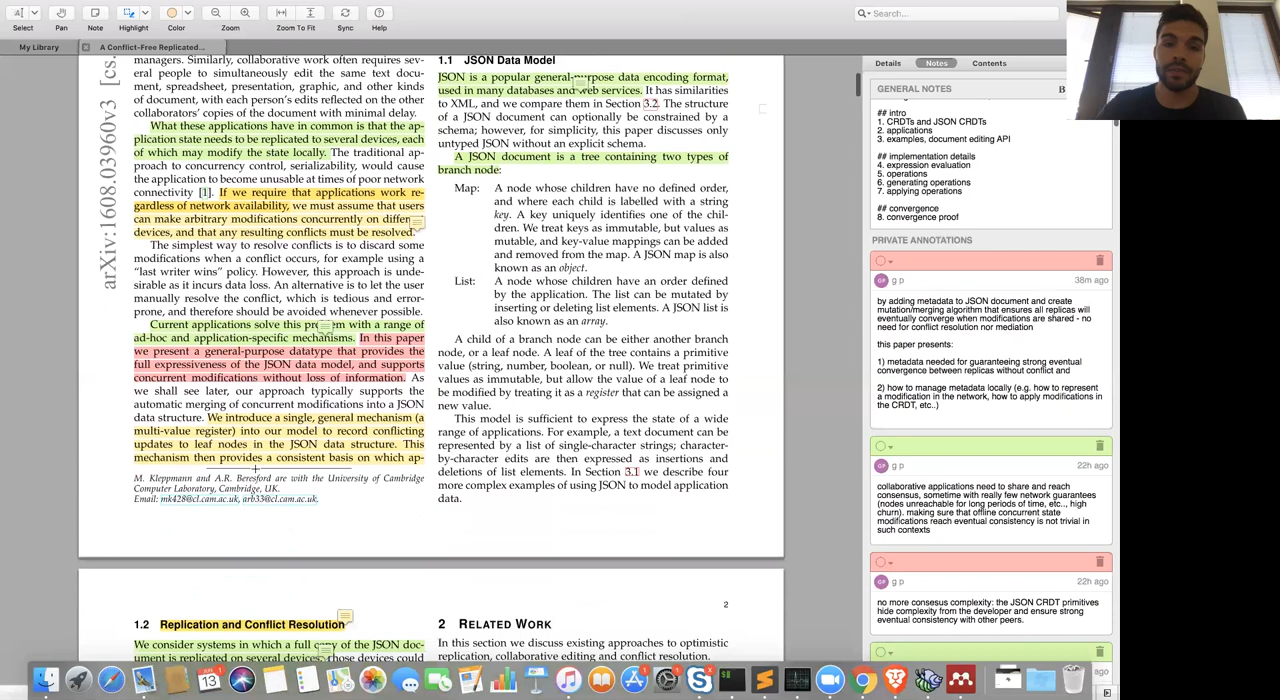 Select
Pan
Note
Highlight
Color
Zoom
Zoom To Fit
Sync
Help
Search...
My Library
A Conflict-Free Replicated...
arXiv:1608.03960v3 [cs.
managers. Similarly, collaborative work often requires sev-
eral people to simultaneously edit the same text docu-
ment, spreadsheet, presentation, graphic, and other kinds
of document, with each person's edits reflected on the other
collaborators' copies of the document with minimal delay.
What these applications have in common is that the ap-
plication state needs to be replicated to several devices, each
of which may modify the state locally. The traditional ap-
proach to concurrency control, serializability, would cause
the application to become unusable at times of poor network
connectivity [1]. If we require that applications work re-
gardless of network availability, we must assume that users
can make arbitrary modifications concurrently on differ
devices, and that any resulting conflicts must be resolved.
The simplest way to resolve conflicts is to discard some
modifications when a conflict occurs, for example using a
"last writer wins" policy. However, this approach is unde-
sirable as it incurs data loss. An alternative is to let the user
manually resolve the conflict, which is tedious and error-
prone, and therefore should be avoided whenever possible.
Current applications solve this problem with a range of
ad-hoc and application-specific mechanisms. In this paper
we present a general-purpose datatype that provides the
full expressiveness of the JSON data model, and supports
concurrent modifications without loss of information. As
we shall see later, our approach typically supports the
automatic merging of concurrent modifications into a JSON
data structure. We introduce a single, general mechanism (a
multi-value register) into our model to record conflicting
updates to leaf nodes in the JSON data structure. This
mechanism then provides a consistent basis on which ap-
M. Kleppmann and A.R. Beresford are with the University of Cambridge
Computer Laboratory, Cambridge, UK.
Email: mk428@cl.cam.ac.uk, arb33@cl.cam.ac.uk.
1.1 JSON Data Model
JSON is a popular general-purpose data encoding format,
used in many databases and web services. It has similarities
to XML, and we compare them in Section 3.2. The structure
of a JSON document can optionally be constrained by a
schema; however, for simplicity, this paper discusses only
untyped JSON without an explicit schema.
A JSON document is a tree containing two types of
branch node:
Map: A node whose children have no defined order,
and where each child is labelled with a string
key. A key uniquely identifies one of the chil-
dren. We treat keys as immutable, but values as
mutable, and key-value mappings can be added
and removed from the map. A JSON map is also
known as an object.
List: A node whose children have an order defined
by the application. The list can be mutated by
inserting or deleting list elements. A JSON list is
also known as an array.
A child of a branch node can be either another branch
node, or a leaf node. A leaf of the tree contains a primitive
value (string, number, boolean, or null). We treat primitive
values as immutable, but allow the value of a leaf node to
be modified by treating it as a register that can be assigned a
new value.
This model is sufficient to express the state of a wide
range of applications. For example, a text document can be
represented by a list of single-character strings; character-
by-character edits are then expressed as insertions and
deletions of list elements. In Section 3.1 we describe four
more complex examples of using JSON to model application
data.
2
1.2 Replication and Conflict Resolution
We consider systems in which a full copy of the JSON doc-
ument is replicated on several devices. Those devices could
2 RELATED WORK
In this section we discuss existing approaches to optimistic
replication, collaborative editing and conflict resolution.
Details
Notes
Contents
GENERAL NOTES
B
## intro
1. CRDTs and JSON CRDTs
2. applications
3. examples, document editing API
## implementation details
4. expression evaluation
5. operations
6. generating operations
7. applying operations
## convergence
8. convergence proof
PRIVATE ANNOTATIONS
g p 38m ago
by adding metadata to JSON document and create
mutation/merging algorithm that ensures all replicas will
eventually converge when modifications are shared - no
need for conflict resolution nor mediation
this paper presents:
1) metadata needed for guaranteeing strong eventual
convergence between replicas without conflict and
2) how to manage metadata locally (e.g. how to represent
a modification in the network, how to apply modifications in
the CRDT, etc..)
g p 22h ago
collaborative applications need to share and reach
consensus, sometime with really few network guarantees
(nodes unreachable for long periods of time, etc.., high
churn). making sure that offline concurrent state
modifications reach eventual consistency is not trivial in
such contexts
g p 22h ago
no more consesus complexity: the JSON CRDT primitives
hide complexity from the developer and ensure strong
eventual consistency with other peers.
ago
13